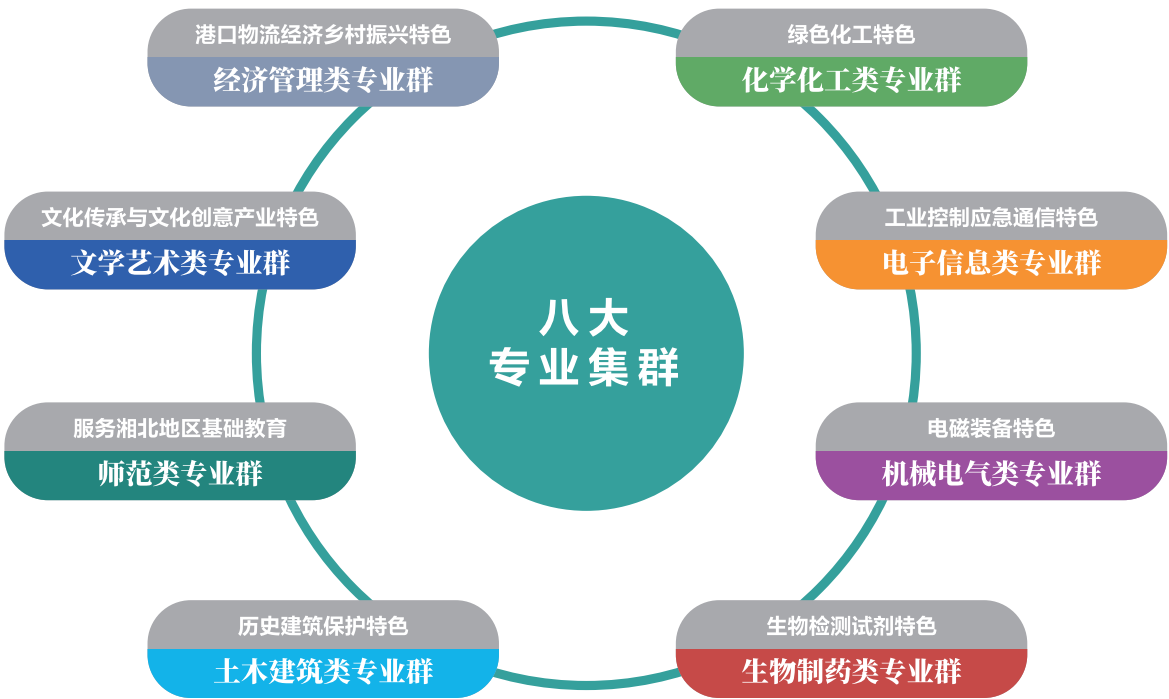 港口物流经济乡村振兴特色
经济管理类专业群
绿色化工特色
化学化工类专业群
文化传承与文化创意产业特色
文学艺术类专业群
工业控制应急通信特色
电子信息类专业群
八大
专业集群
服务湘北地区基础教育
师范类专业群
电磁装备特色
机械电气类专业群
历史建筑保护特色
土木建筑类专业群
生物检测试剂特色
生物制药类专业群